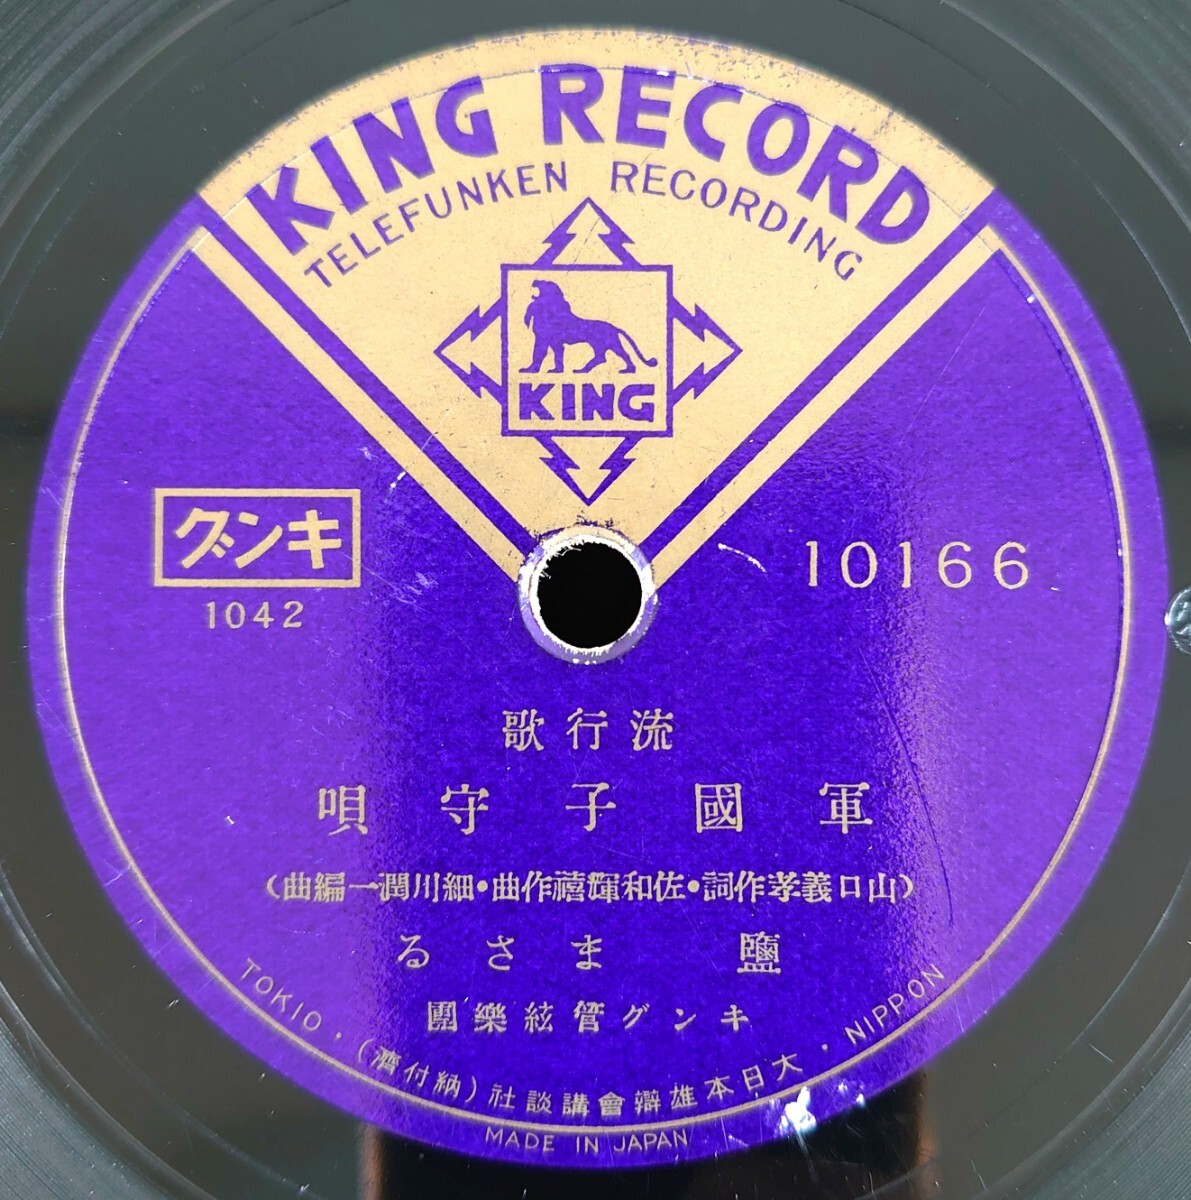 KING RECORD
TELEFUNKEN RECORDING
KING
キング
1042
10166
流行歌
軍國子守唄
(山口義孝作詞・佐和輝禧作曲・細川潤一編曲)
鹽 まさる
キング管絃樂團
NIPPON・大日本雄辯會講談社(納付濟)・TOKIO
MADE IN JAPAN